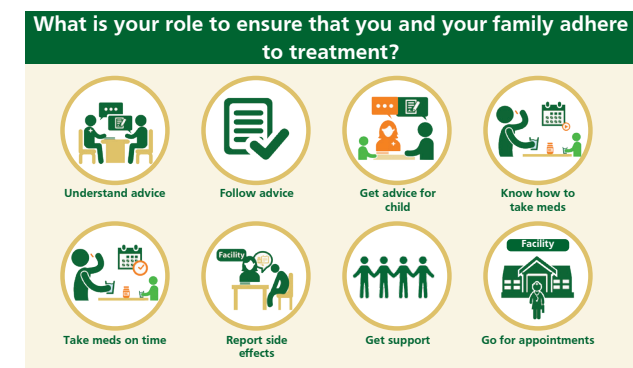 What is your role to ensure that you and your family adhere
to treatment?
Understand advice
Follow advice
Get advice for
child
Know how to
take meds
Facility
Take meds on time
Report side
effects
Get support
Facility
Go for appointments